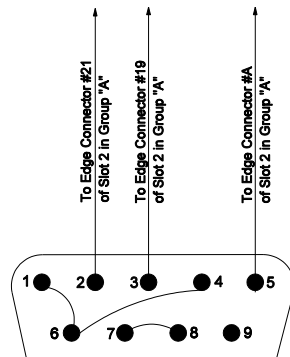 To Edge Connector #21
of Slot 2 in Group "A"
To Edge Connector #19
of Slot 2 in Group "A"
To Edge Connector #A
of Slot 2 in Group "A"
1 2 3 4 5
6 7 8 9